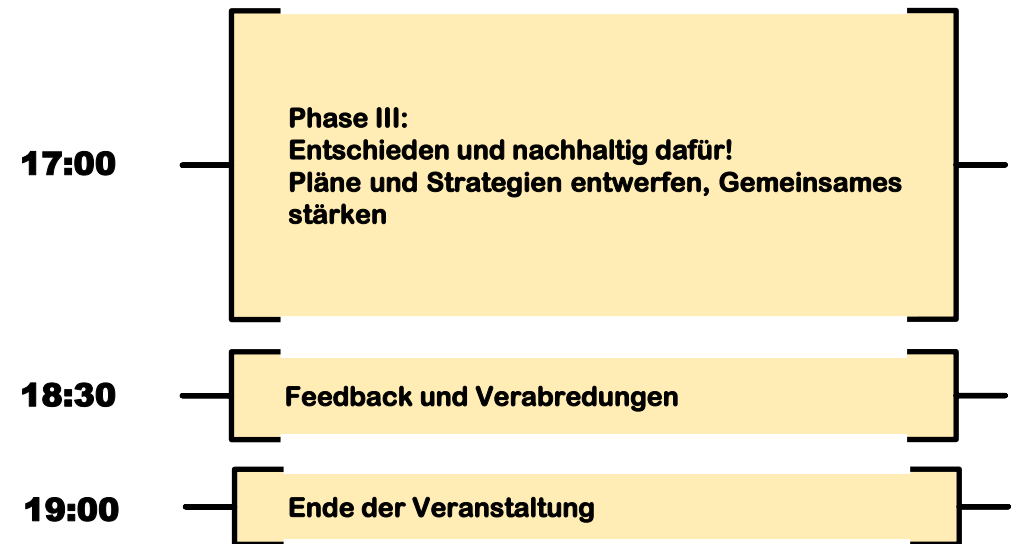 17:00
Phase III:
Entschieden und nachhaltig dafür!
Pläne und Strategien entwerfen, Gemeinsames
stärken
18:30
Feedback und Verabredungen
19:00
Ende der Veranstaltung